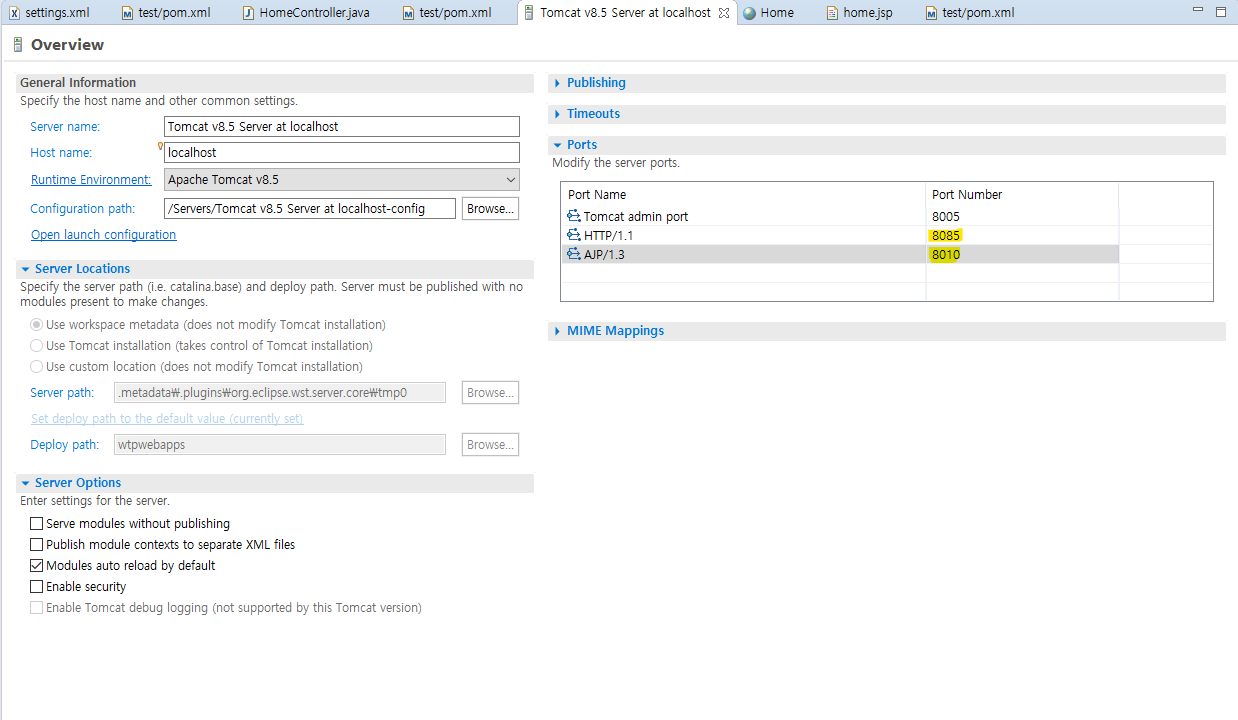 settings.xml test/pom.xml HomeController.java test/pom.xml Tomcat v8.5 Server at localhost Home home.jsp test/pom.xml
Overview
General Information
Specify the host name and other common settings.
Server name: Tomcat v8.5 Server at localhost
Host name: localhost
Runtime Environment: Apache Tomcat v8.5
Configuration path: /Servers/Tomcat v8.5 Server at localhost-config Browse...
Open launch configuration
Server Locations
Specify the server path (i.e. catalina.base) and deploy path. Server must be published with no
modules present to make changes.
Use workspace metadata (does not modify Tomcat installation)
Use Tomcat installation (takes control of Tomcat installation)
Use custom location (does not modify Tomcat installation)
Server path: .metadata₩.plugins₩org.eclipse.wst.server.core₩tmp0 Browse...
Set deploy path to the default value (currently set)
Deploy path: wtpwebapps Browse...
Server Options
Enter settings for the server.
Serve modules without publishing
Publish module contexts to separate XML files
Modules auto reload by default
Enable security
Enable Tomcat debug logging (not supported by this Tomcat version)
Publishing
Timeouts
Ports
Modify the server ports.
Port Name Port Number
Tomcat admin port 8005
HTTP/1.1 8085
AJP/1.3 8010
MIME Mappings